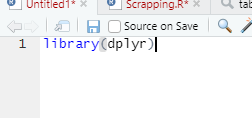 Untitled1* Scrapping.R* tab
Source on Save
1 library(dplyr)